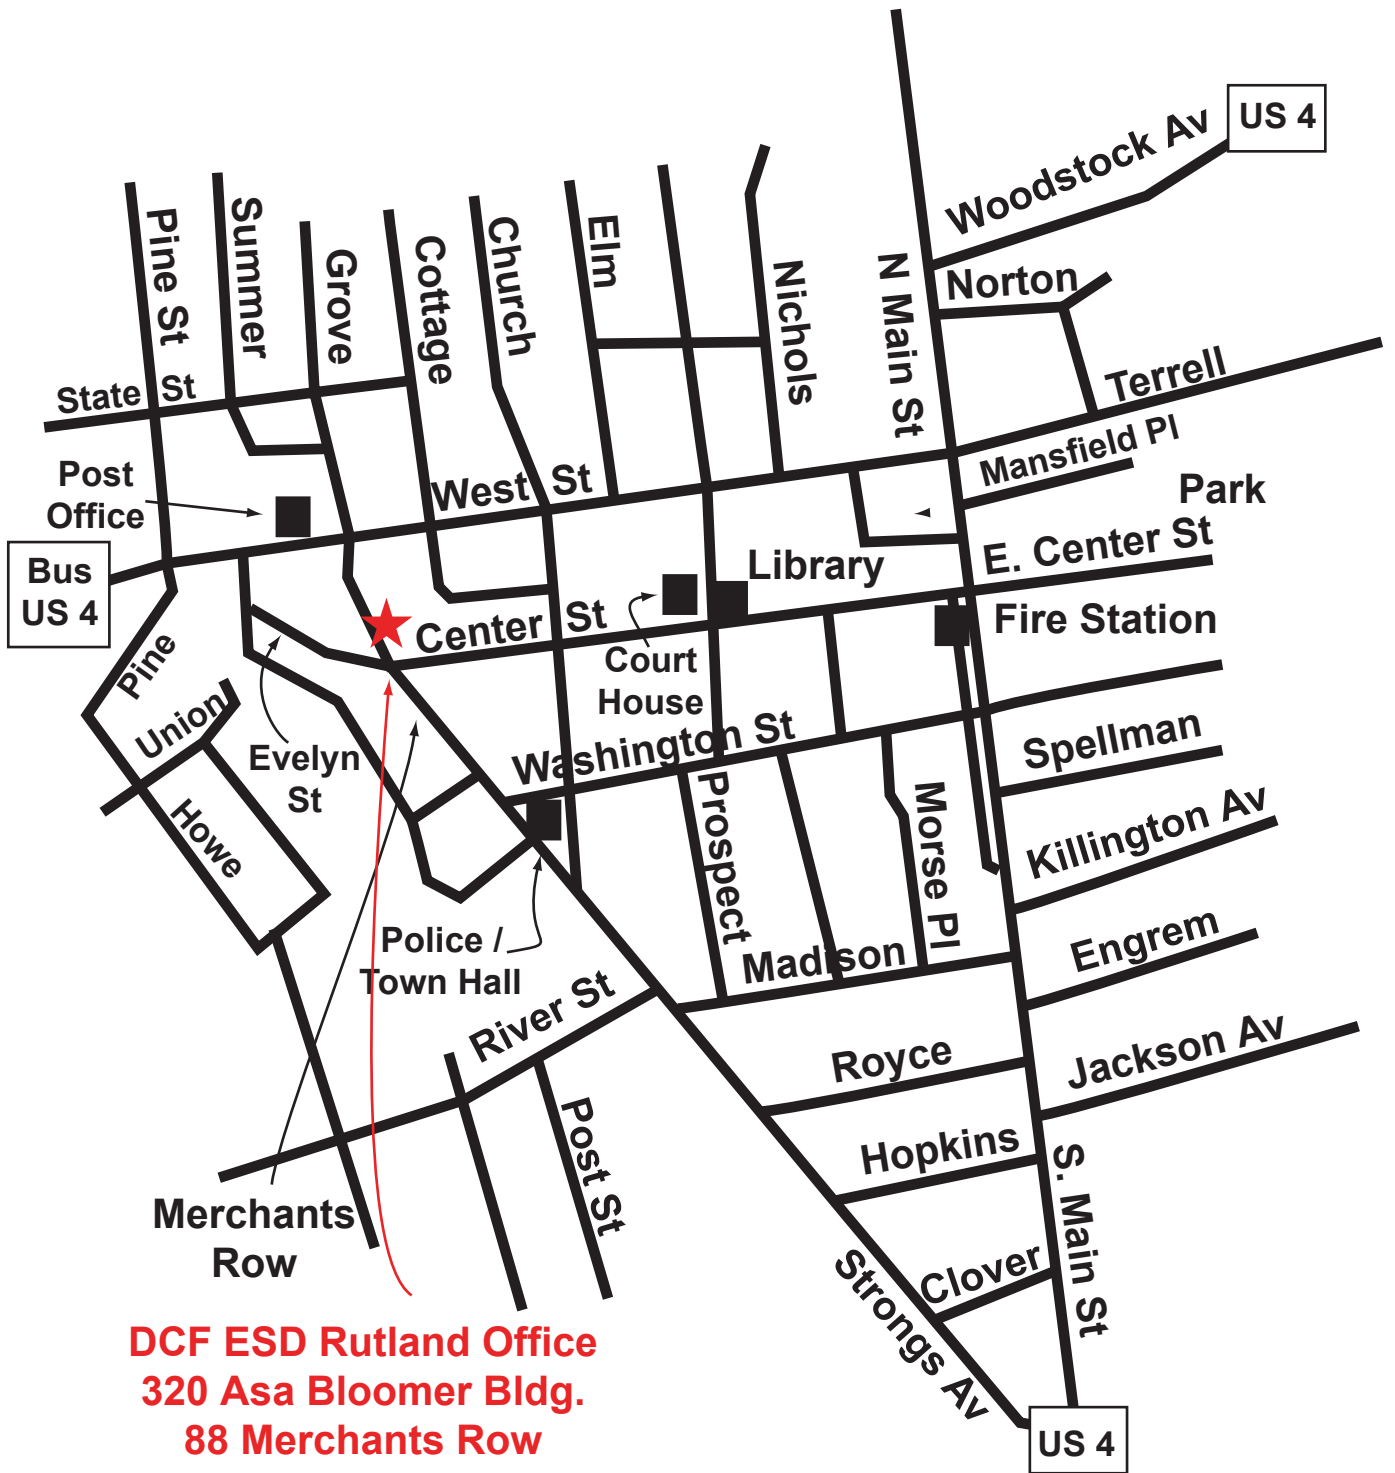 US 4
Woodstock Av
Pine St
Summer
Grove
Cottage
Church
Elm
Nichols
N Main St
Norton
State St
Terrell
Mansfield Pl
Post
Office
West St
Park
Bus
US 4
Library
E. Center St
Center St
Fire Station
Court
House
Pine
Union
Evelyn
St
Washington St
Spellman
Howe
Prospect
Morse Pl
Killington Av
Police /
Town Hall
Madison
Engrem
River St
Royce
Jackson Av
Post St
Hopkins
S. Main St
Merchants
Row
Clover
Strongs Av
DCF ESD Rutland Office
320 Asa Bloomer Bldg.
88 Merchants Row
US 4